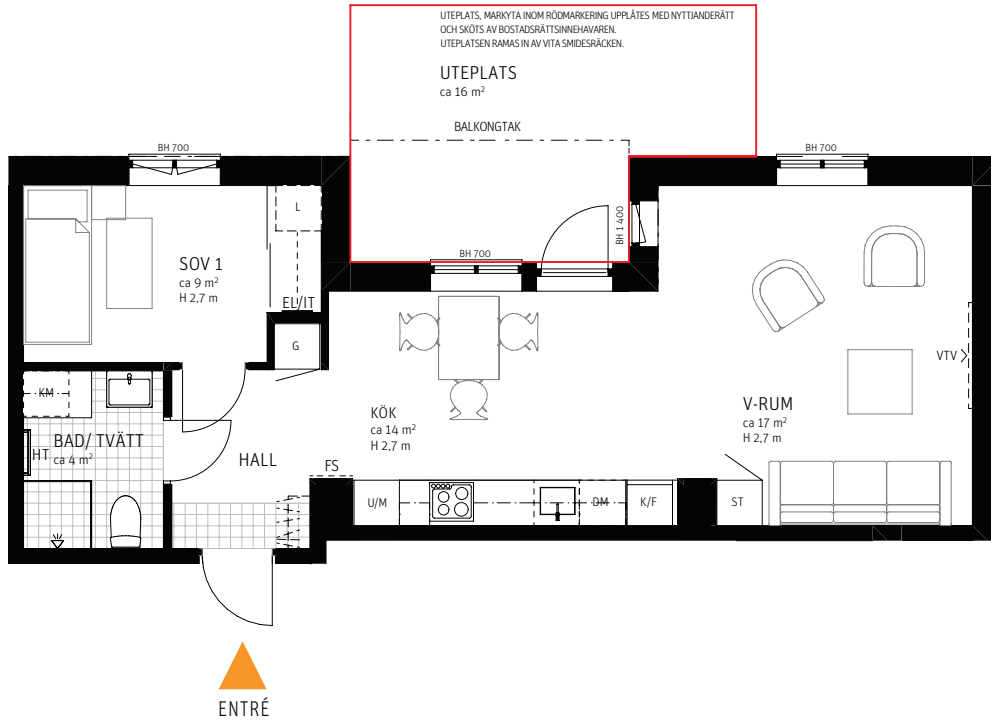 UTEPLATS, MARKYTA INOM RÖDMARKERING UPPLÅTES MED NYTTJANDERÄTT
OCH SKÖTS AV BOSTADSRÄTTSINNEHAVAREN.
UTEPLATSEN RAMAS IN AV VITA SMIDESRÄCKEN.
UTEPLATS
ca 16 m²
BALKONGTAK
BH 700
BH 700
L
BH 1 400
BH 700
SOV 1
ca 9 m²
H 2,7 m
EL/IT
G
VTV
KM
V-RUM
ca 17 m²
H 2,7 m
KÖK
ca 14 m²
H 2,7 m
BAD/ TVÄTT
ca 4 m²
HT
HALL
FS
U/M
DM
K/F
ST
ENTRÉ